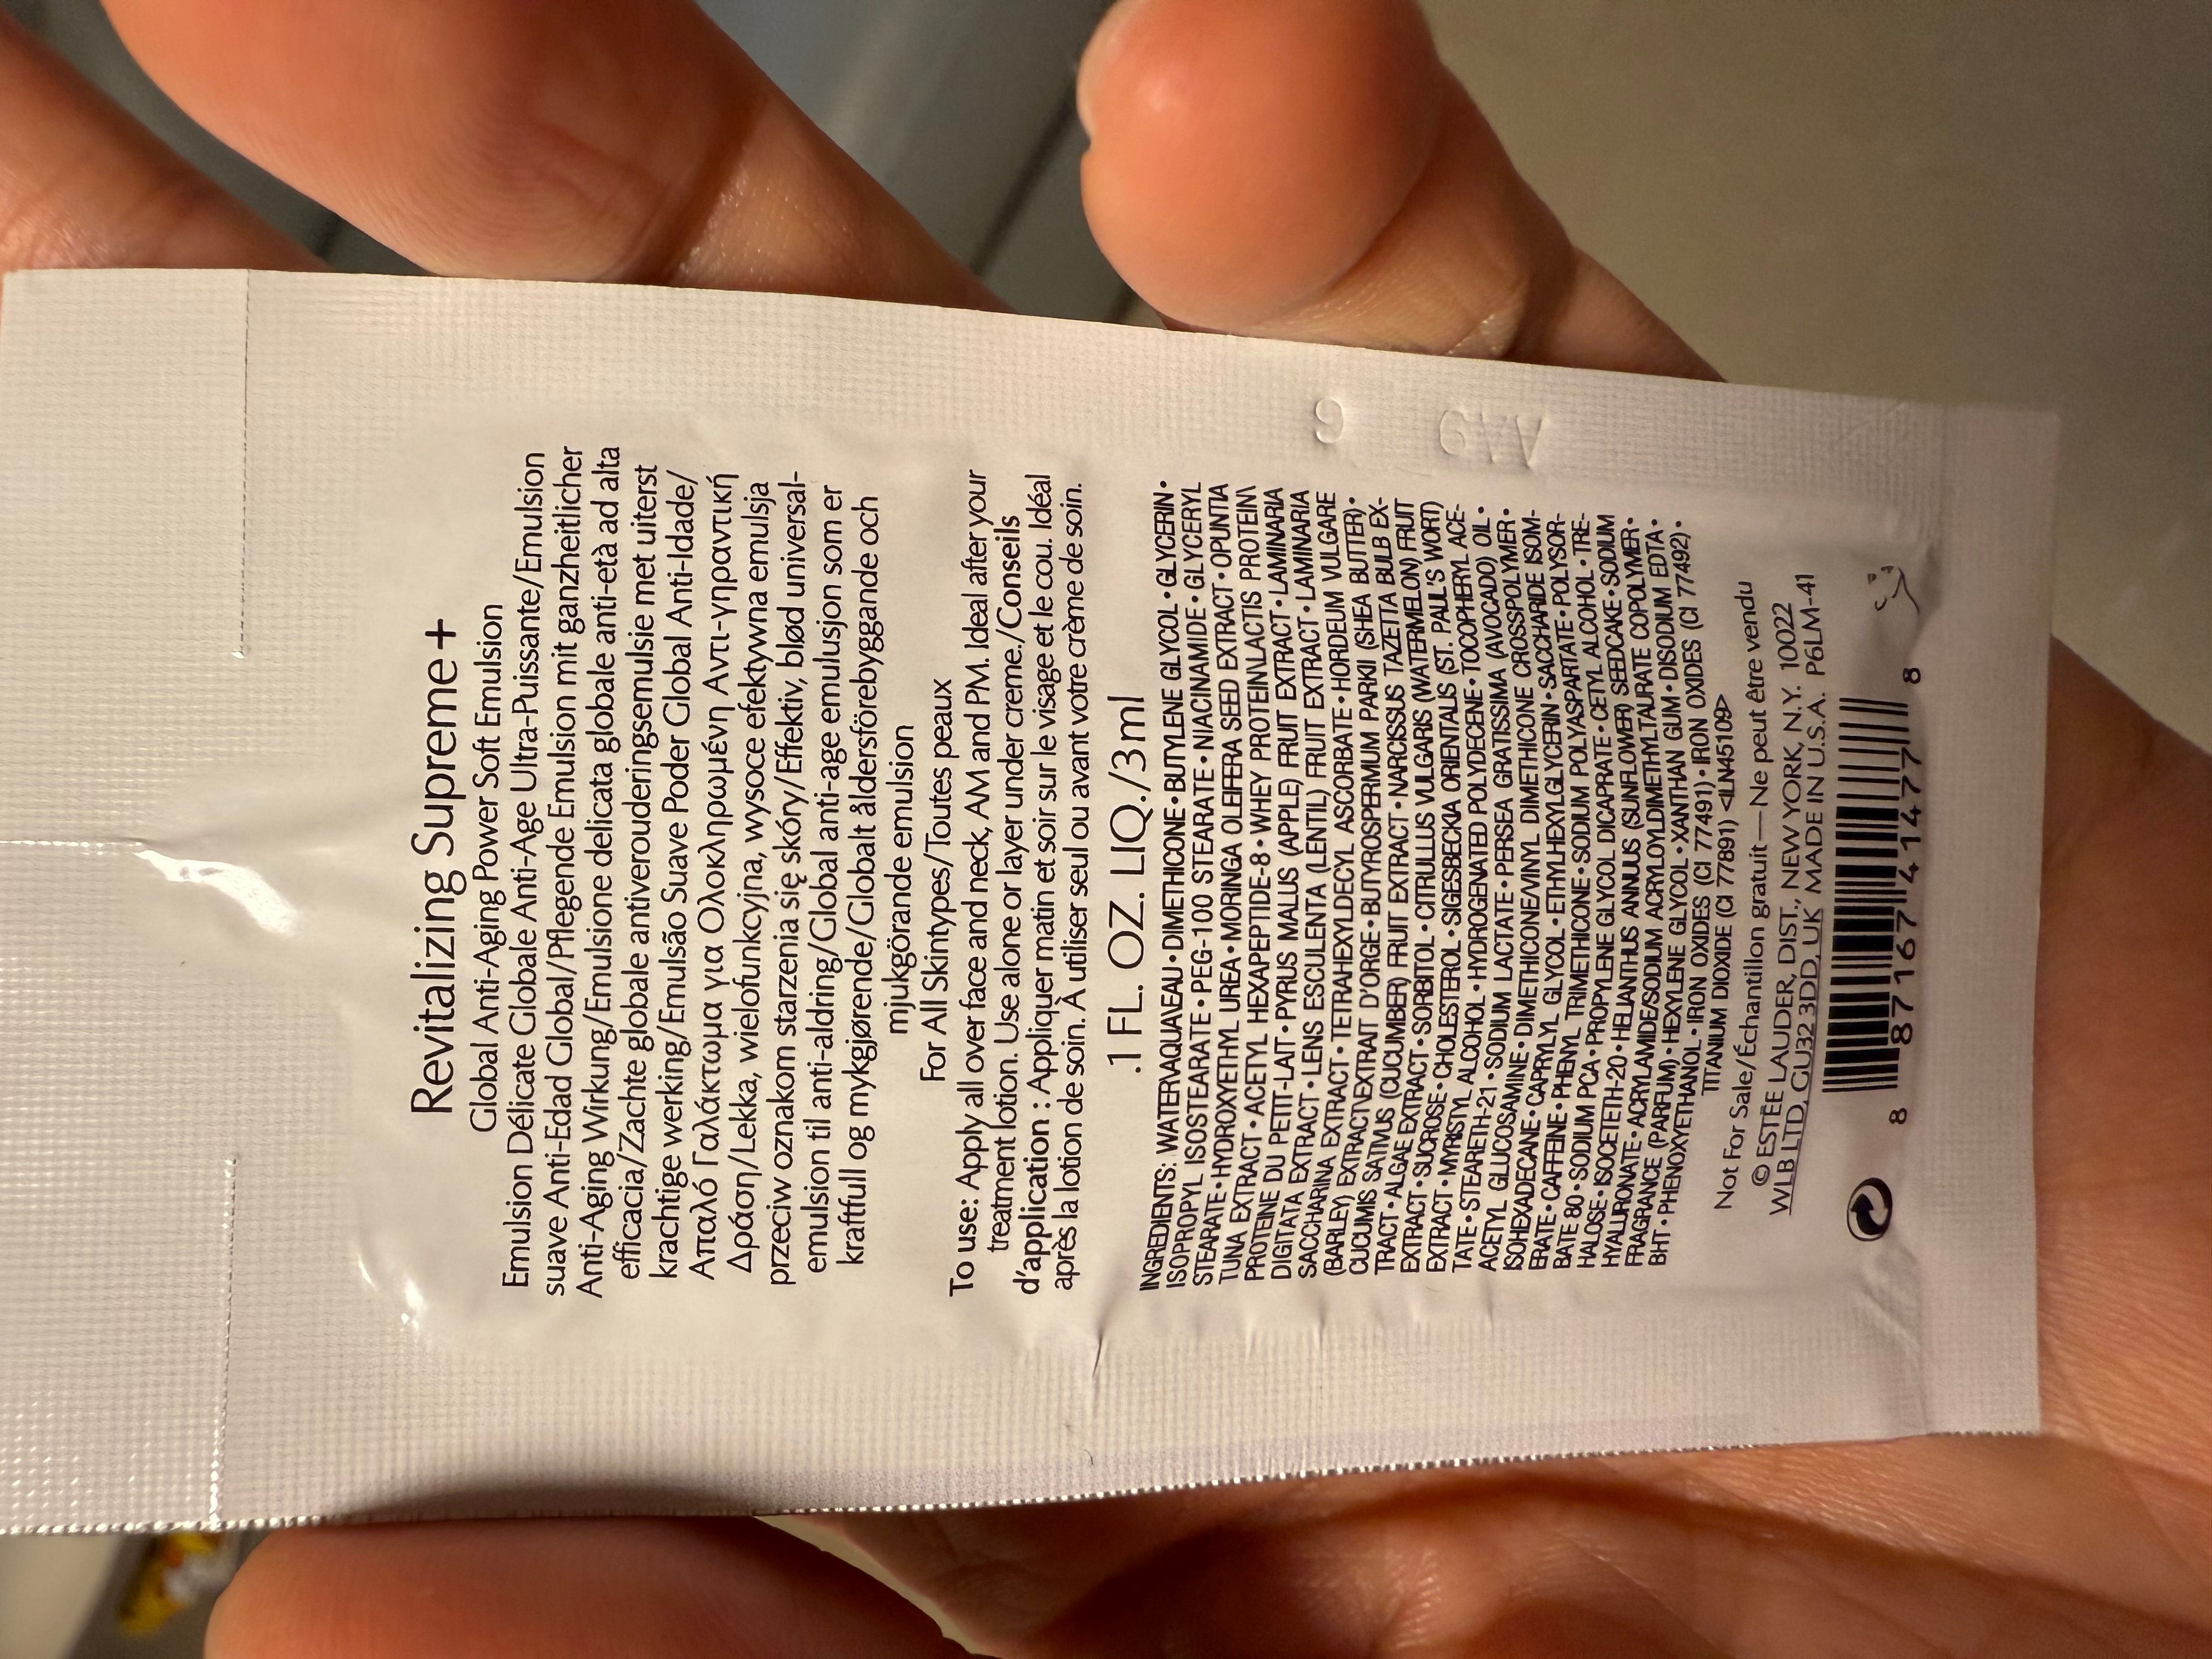 Revitalizing Supreme+
Global Anti-Aging Power Soft Emulsion
Emulsion Délicate Globale Anti-Age Ultra-Puissante/Emulsion
suave Anti-Edad Global/Pflegende Emulsion mit ganzheitlicher
Anti-Aging Wirkung/Emulsione delicata globale anti-età ad alta
efficacia/Zachte globale antiverouderingsemulsie met uiterst
krachtige werking/Emulsão Suave Poder Global Anti-Idade/
Απαλό Γαλάκτωμα για Ολοκληρωμένη Αντι-γηραντική
Δράση/Lekka, wielofunkcyjna, wysoce efektywna emulsja
przeciw oznakom starzenia się skóry/Effektiv, blød universal-
emulsion til anti-aldring/Global anti-age emulusjon som er
kraftfull og mykgjørende/Globalt åldersförebyggande och
mjukgörande emulsion
For All Skintypes/Toutes peaux
To use: Apply all over face and neck, AM and PM. Ideal after your
treatment lotion. Use alone or layer under creme./Conseils
d'application : Appliquer matin et soir sur le visage et le cou. Idéal
après la lotion de soin. À utiliser seul ou avant votre crème de soin.
.1 FL. OZ. LIQ./3ml
INGREDIENTS: WATER\AQUA\EAU • DIMETHICONE • BUTYLENE GLYCOL • GLYCERIN •
ISOPROPYL ISOSTEARATE • PEG-100 STEARATE • NIACINAMIDE • GLYCERYL
STEARATE • HYDROXYETHYL UREA • MORINGA OLEIFERA SEED EXTRACT • OPUNTIA
TUNA EXTRACT • ACETYL HEXAPEPTIDE-8 • WHEY PROTEIN\LACTIS PROTEIN\
PROTEINE DU PETIT-LAIT • PYRUS MALUS (APPLE) FRUIT EXTRACT • LAMINARIA
DIGITATA EXTRACT • LENS ESCULENTA (LENTIL) FRUIT EXTRACT • LAMINARIA
SACCHARINA EXTRACT • TETRAHEXYLDECYL ASCORBATE • HORDEUM VULGARE
(BARLEY) EXTRACT\EXTRAIT D'ORGE • BUTYROSPERMUM PARKII (SHEA BUTTER) •
CUCUMIS SATIVUS (CUCUMBER) FRUIT EXTRACT • NARCISSUS TAZETTA BULB EX-
TRACT • ALGAE EXTRACT • SORBITOL • CITRULLUS VULGARIS (WATERMELON) FRUIT
EXTRACT • SUCROSE • CHOLESTEROL • SIGESBECKIA ORIENTALIS (ST. PAUL'S WORT)
EXTRACT • MYRISTYL ALCOHOL • HYDROGENATED POLYDECENE • TOCOPHERYL ACE-
TATE • STEARETH-21 • SODIUM LACTATE • PERSEA GRATISSIMA (AVOCADO) OIL •
ACETYL GLUCOSAMINE • DIMETHICONE/VINYL DIMETHICONE CROSSPOLYMER •
ISOHEXADECANE • CAPRYLYL GLYCOL • ETHYLHEXYLGLYCERIN • SACCHARIDE ISOM-
ERATE • CAFFEINE • PHENYL TRIMETHICONE • SODIUM POLYASPARTATE • POLYSOR-
BATE 80 • SODIUM PCA • PROPYLENE GLYCOL DICAPRATE • CETYL ALCOHOL • TRE-
HALOSE • ISOCETETH-20 • HELIANTHUS ANNUUS (SUNFLOWER) SEEDCAKE • SODIUM
HYALURONATE • ACRYLAMIDE/SODIUM ACRYLOYLDIMETHYLTAURATE COPOLYMER •
FRAGRANCE (PARFUM) • HEXYLENE GLYCOL • XANTHAN GUM • DISODIUM EDTA •
BHT • PHENOXYETHANOL • IRON OXIDES (CI 77491) • IRON OXIDES (CI 77492) •
TITANIUM DIOXIDE (CI 77891) <ILN45109>
Not For Sale/Échantillon gratuit — Ne peut être vendu
© ESTĒE LAUDER, DIST., NEW YORK, N.Y. 10022
WLB LTD, GU32 3DD, UK MADE IN U.S.A. P6LM-41
8 87167 41477 8